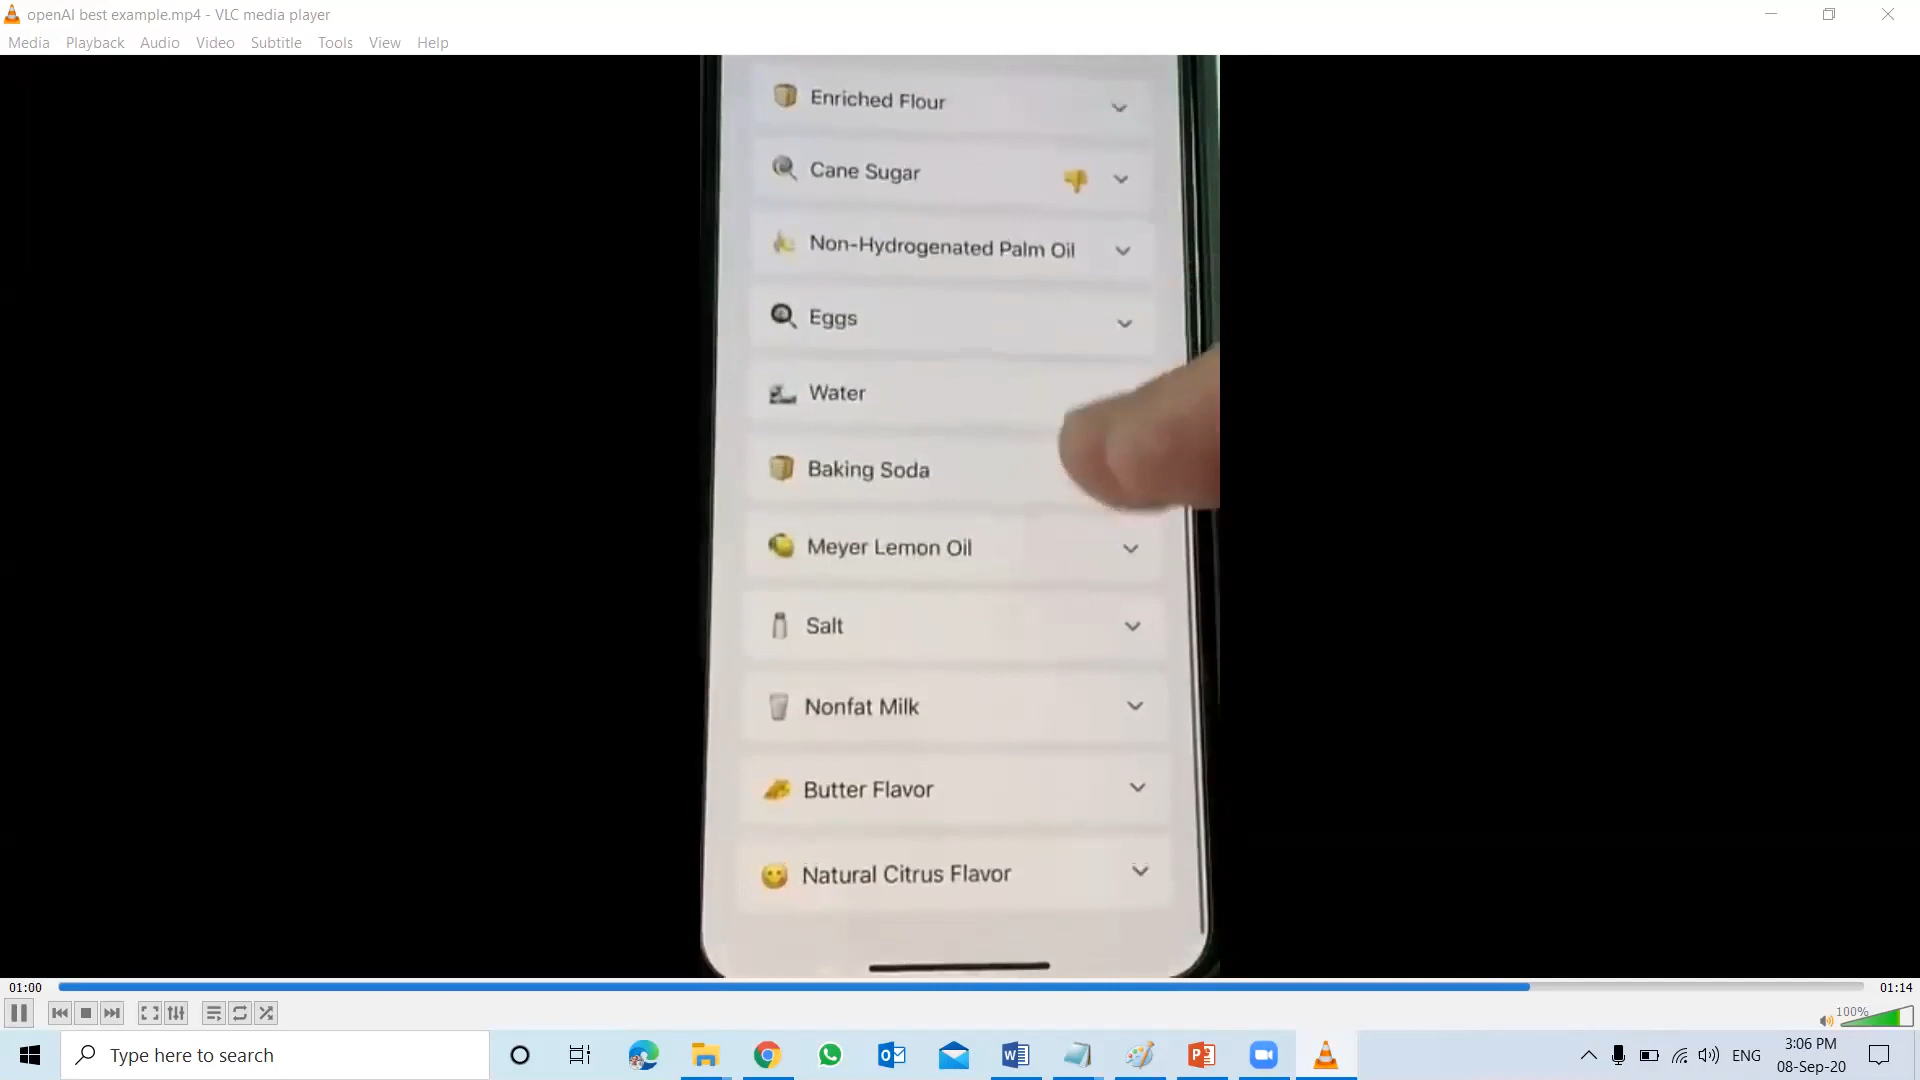 openAI best example.mp4 - VLC media player
Media Playback Audio Video Subtitle Tools View Help
Enriched Flour
Cane Sugar
Non-Hydrogenated Palm Oil
Eggs
Water
Baking Soda
Meyer Lemon Oil
Salt
Nonfat Milk
Butter Flavor
Natural Citrus Flavor
01:00
01:14
100%
Type here to search
ENG
3:06 PM
08-Sep-20